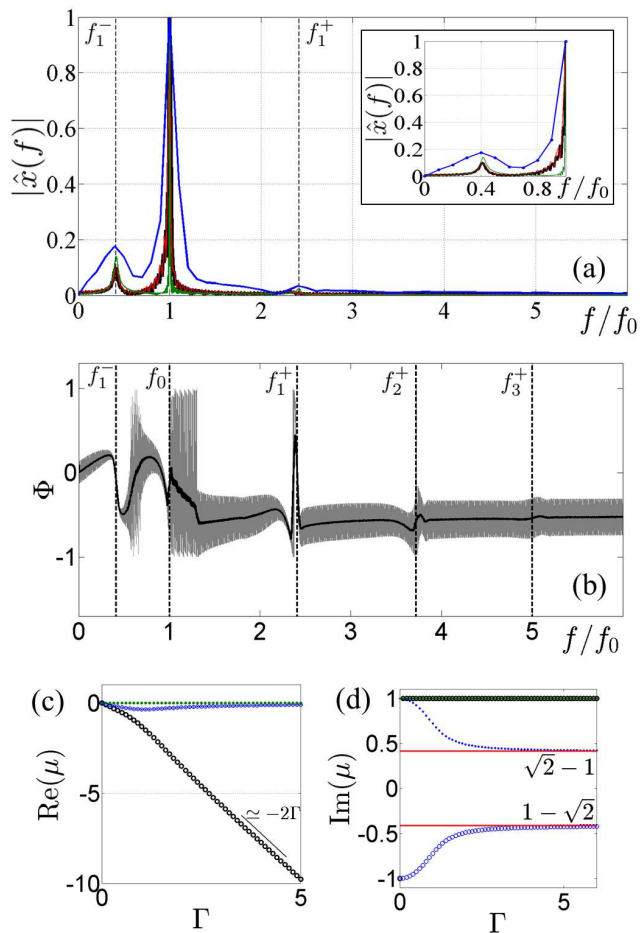 f₁⁻ f₁⁺
1
0.8
0.6
0.4
0.2
0
|x̂(f)|
0 1 2 3 4 5
f/f₀
(a)
1
0.8
0.6
0.4
0.2
0
|x̂(f)|
0 0.4 0.8
f/f₀
f₁⁻ f₀ f₁⁺ f₂⁺ f₃⁺
1
0
-1
Φ
0 1 2 3 4 5
f/f₀
(b)
(c)
0
-5
-10
Re(μ)
≃ -2Γ
0 5
Γ
(d)
1
0.5
0
-0.5
-1
Im(μ)
√2 − 1
1 − √2
0 5
Γ